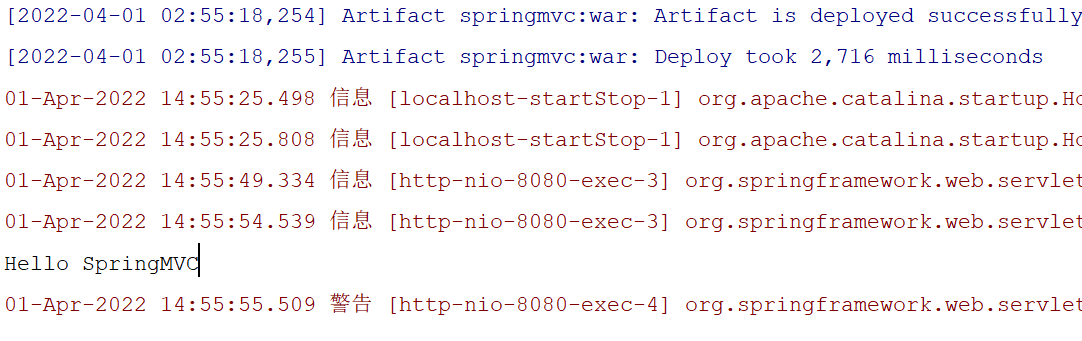 [2022-04-01 02:55:18,254] Artifact springmvc:war: Artifact is deployed successfully
[2022-04-01 02:55:18,255] Artifact springmvc:war: Deploy took 2,716 milliseconds
01-Apr-2022 14:55:25.498 信息 [localhost-startStop-1] org.apache.catalina.startup.Ho
01-Apr-2022 14:55:25.808 信息 [localhost-startStop-1] org.apache.catalina.startup.Ho
01-Apr-2022 14:55:49.334 信息 [http-nio-8080-exec-3] org.springframework.web.servlet
01-Apr-2022 14:55:54.539 信息 [http-nio-8080-exec-3] org.springframework.web.servlet
Hello SpringMVC
01-Apr-2022 14:55:55.509 警告 [http-nio-8080-exec-4] org.springframework.web.servlet